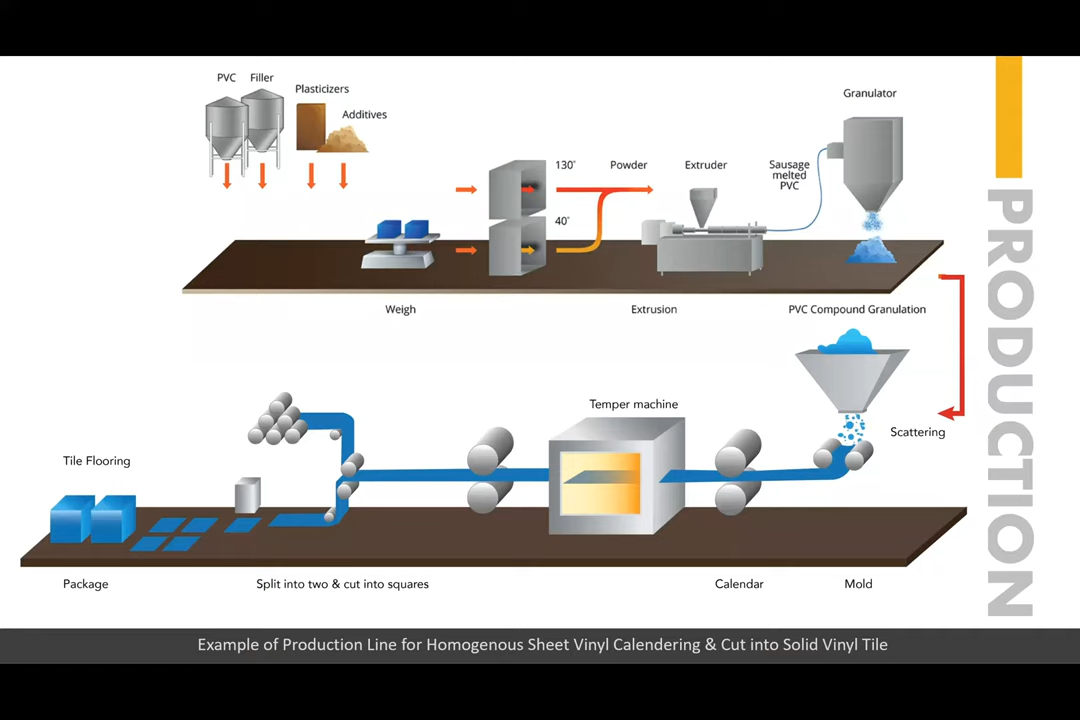 PVC
Filler
Plasticizers
Additives
Granulator
130°
Powder
Extruder
Sausage
melted
PVC
40°
Weigh
Extrusion
PVC Compound Granulation
PRODUCTION
Temper machine
Scattering
Tile Flooring
Package
Split into two & cut into squares
Calendar
Mold
Example of Production Line for Homogenous Sheet Vinyl Calendering & Cut into Solid Vinyl Tile